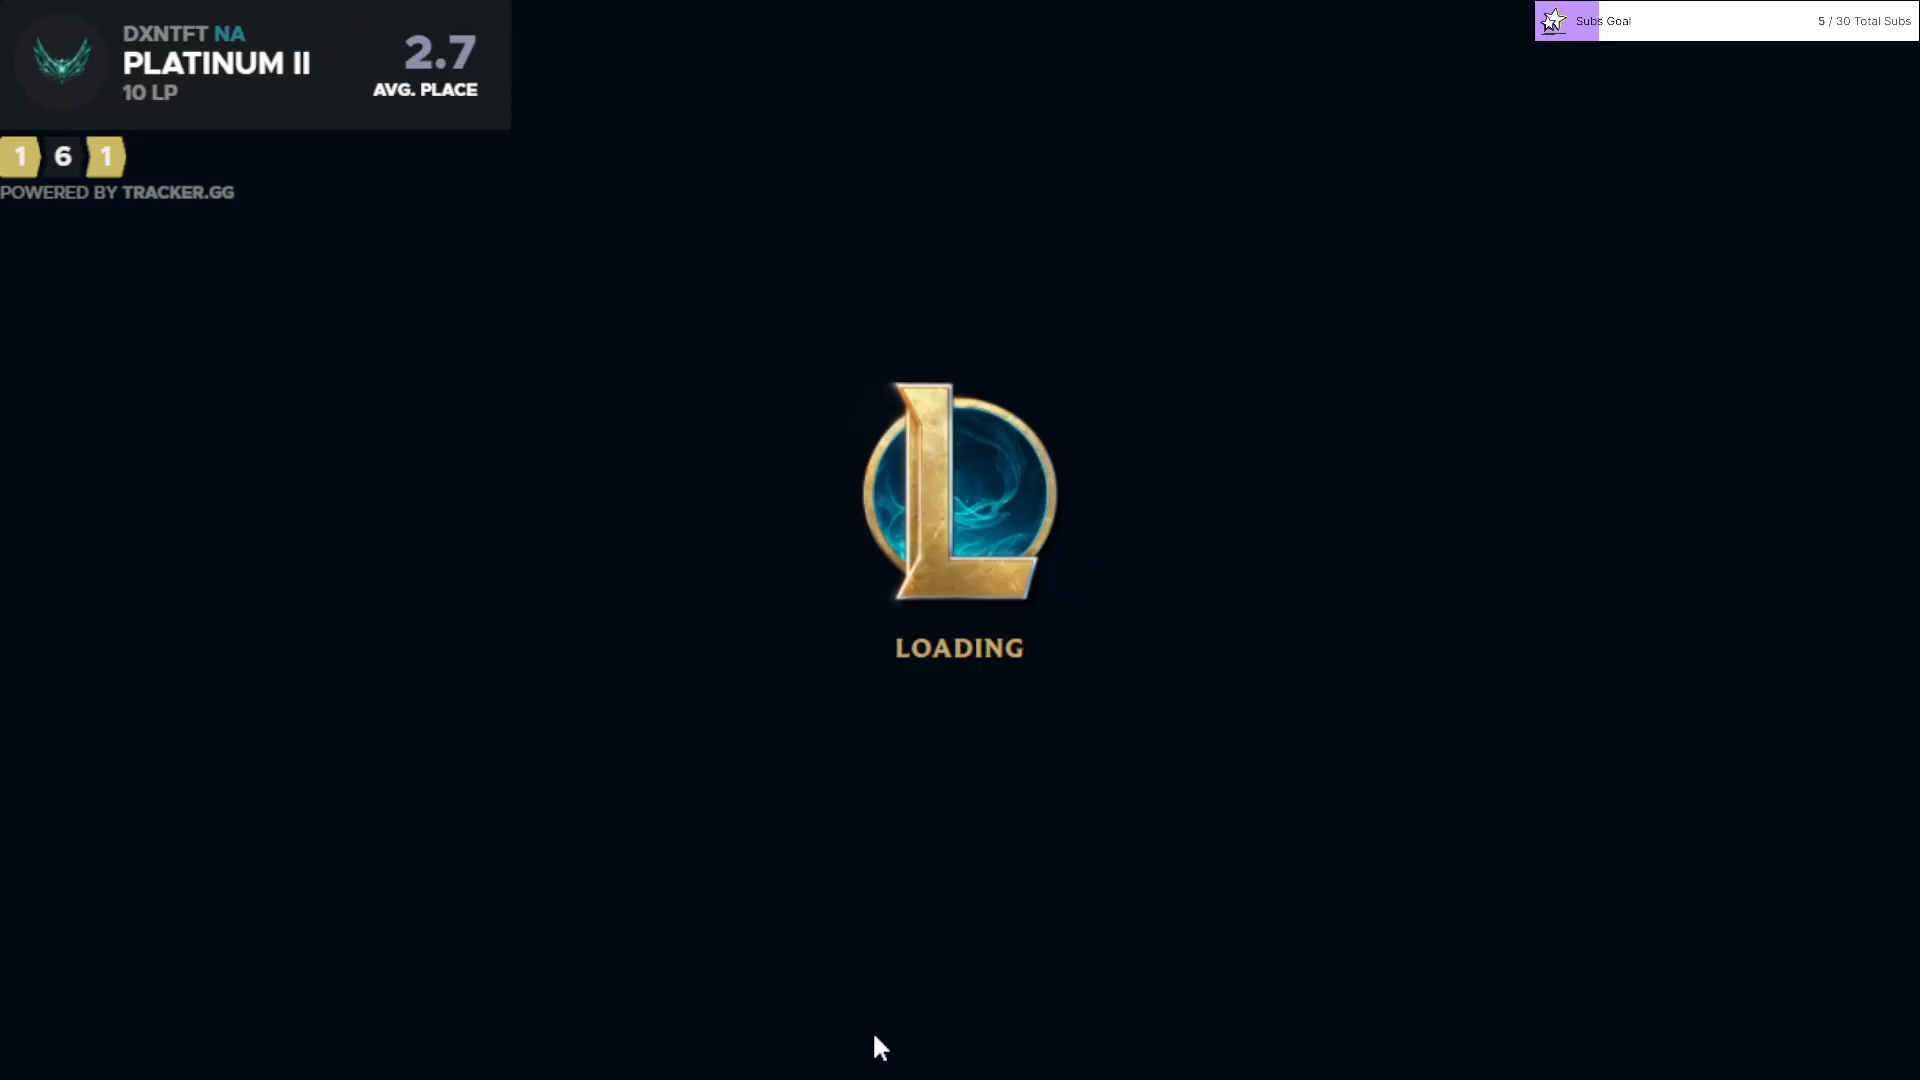 DXNTFT NA
PLATINUM II
10 LP
2.7
AVG. PLACE
1 6 1
POWERED BY TRACKER.GG
Subs Goal
5 / 30 Total Subs
L
LOADING